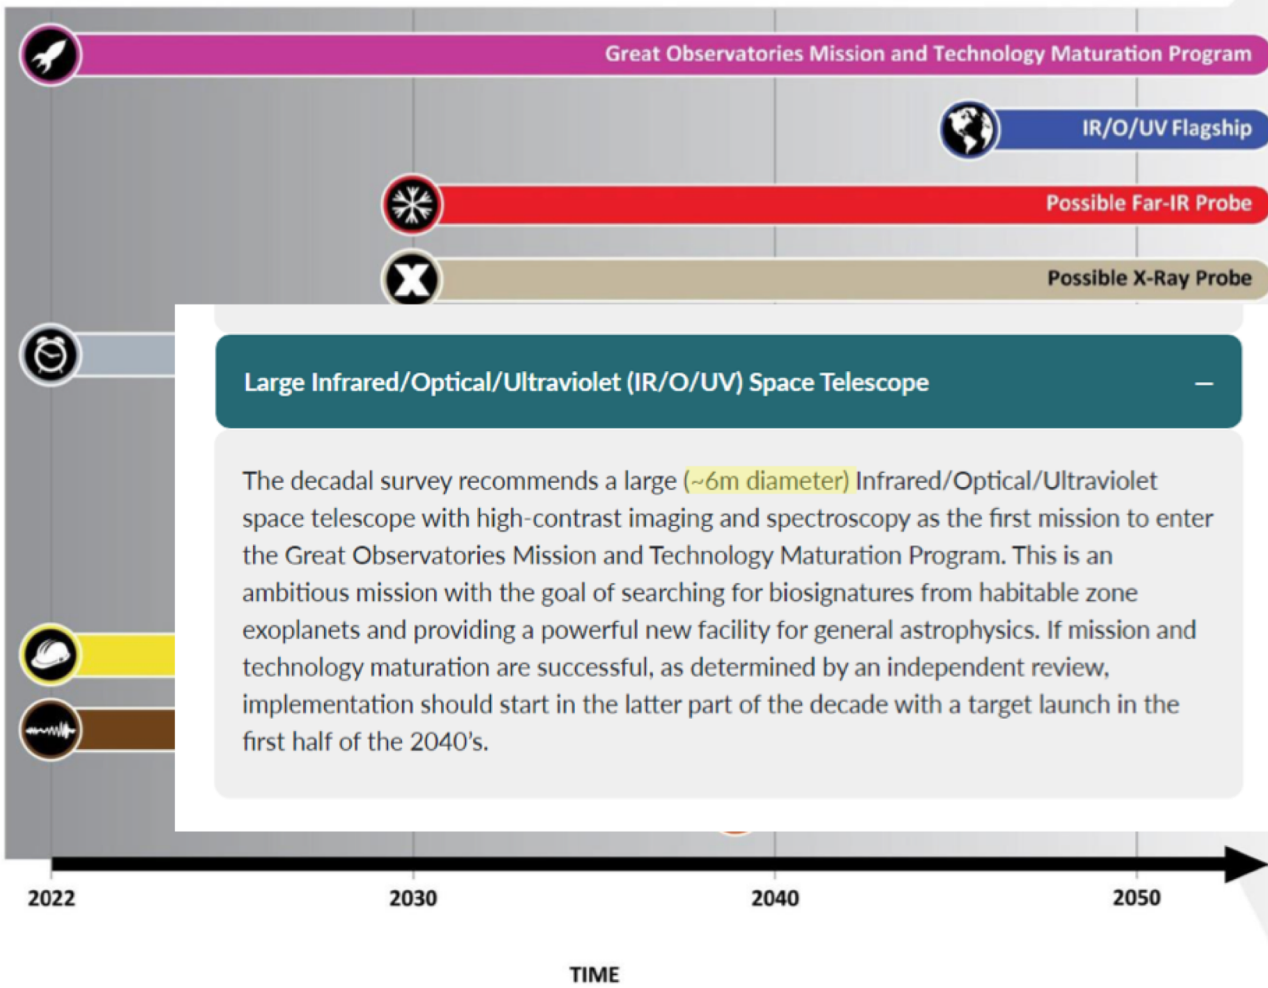 Great Observatories Mission and Technology Maturation Program
IR/O/UV Flagship
Possible Far-IR Probe
Possible X-Ray Probe
Large Infrared/Optical/Ultraviolet (IR/O/UV) Space Telescope
The decadal survey recommends a large (~6m diameter) Infrared/Optical/Ultraviolet
space telescope with high-contrast imaging and spectroscopy as the first mission to enter
the Great Observatories Mission and Technology Maturation Program. This is an
ambitious mission with the goal of searching for biosignatures from habitable zone
exoplanets and providing a powerful new facility for general astrophysics. If mission and
technology maturation are successful, as determined by an independent review,
implementation should start in the latter part of the decade with a target launch in the
first half of the 2040's.
2022 2030 2040 2050
TIME